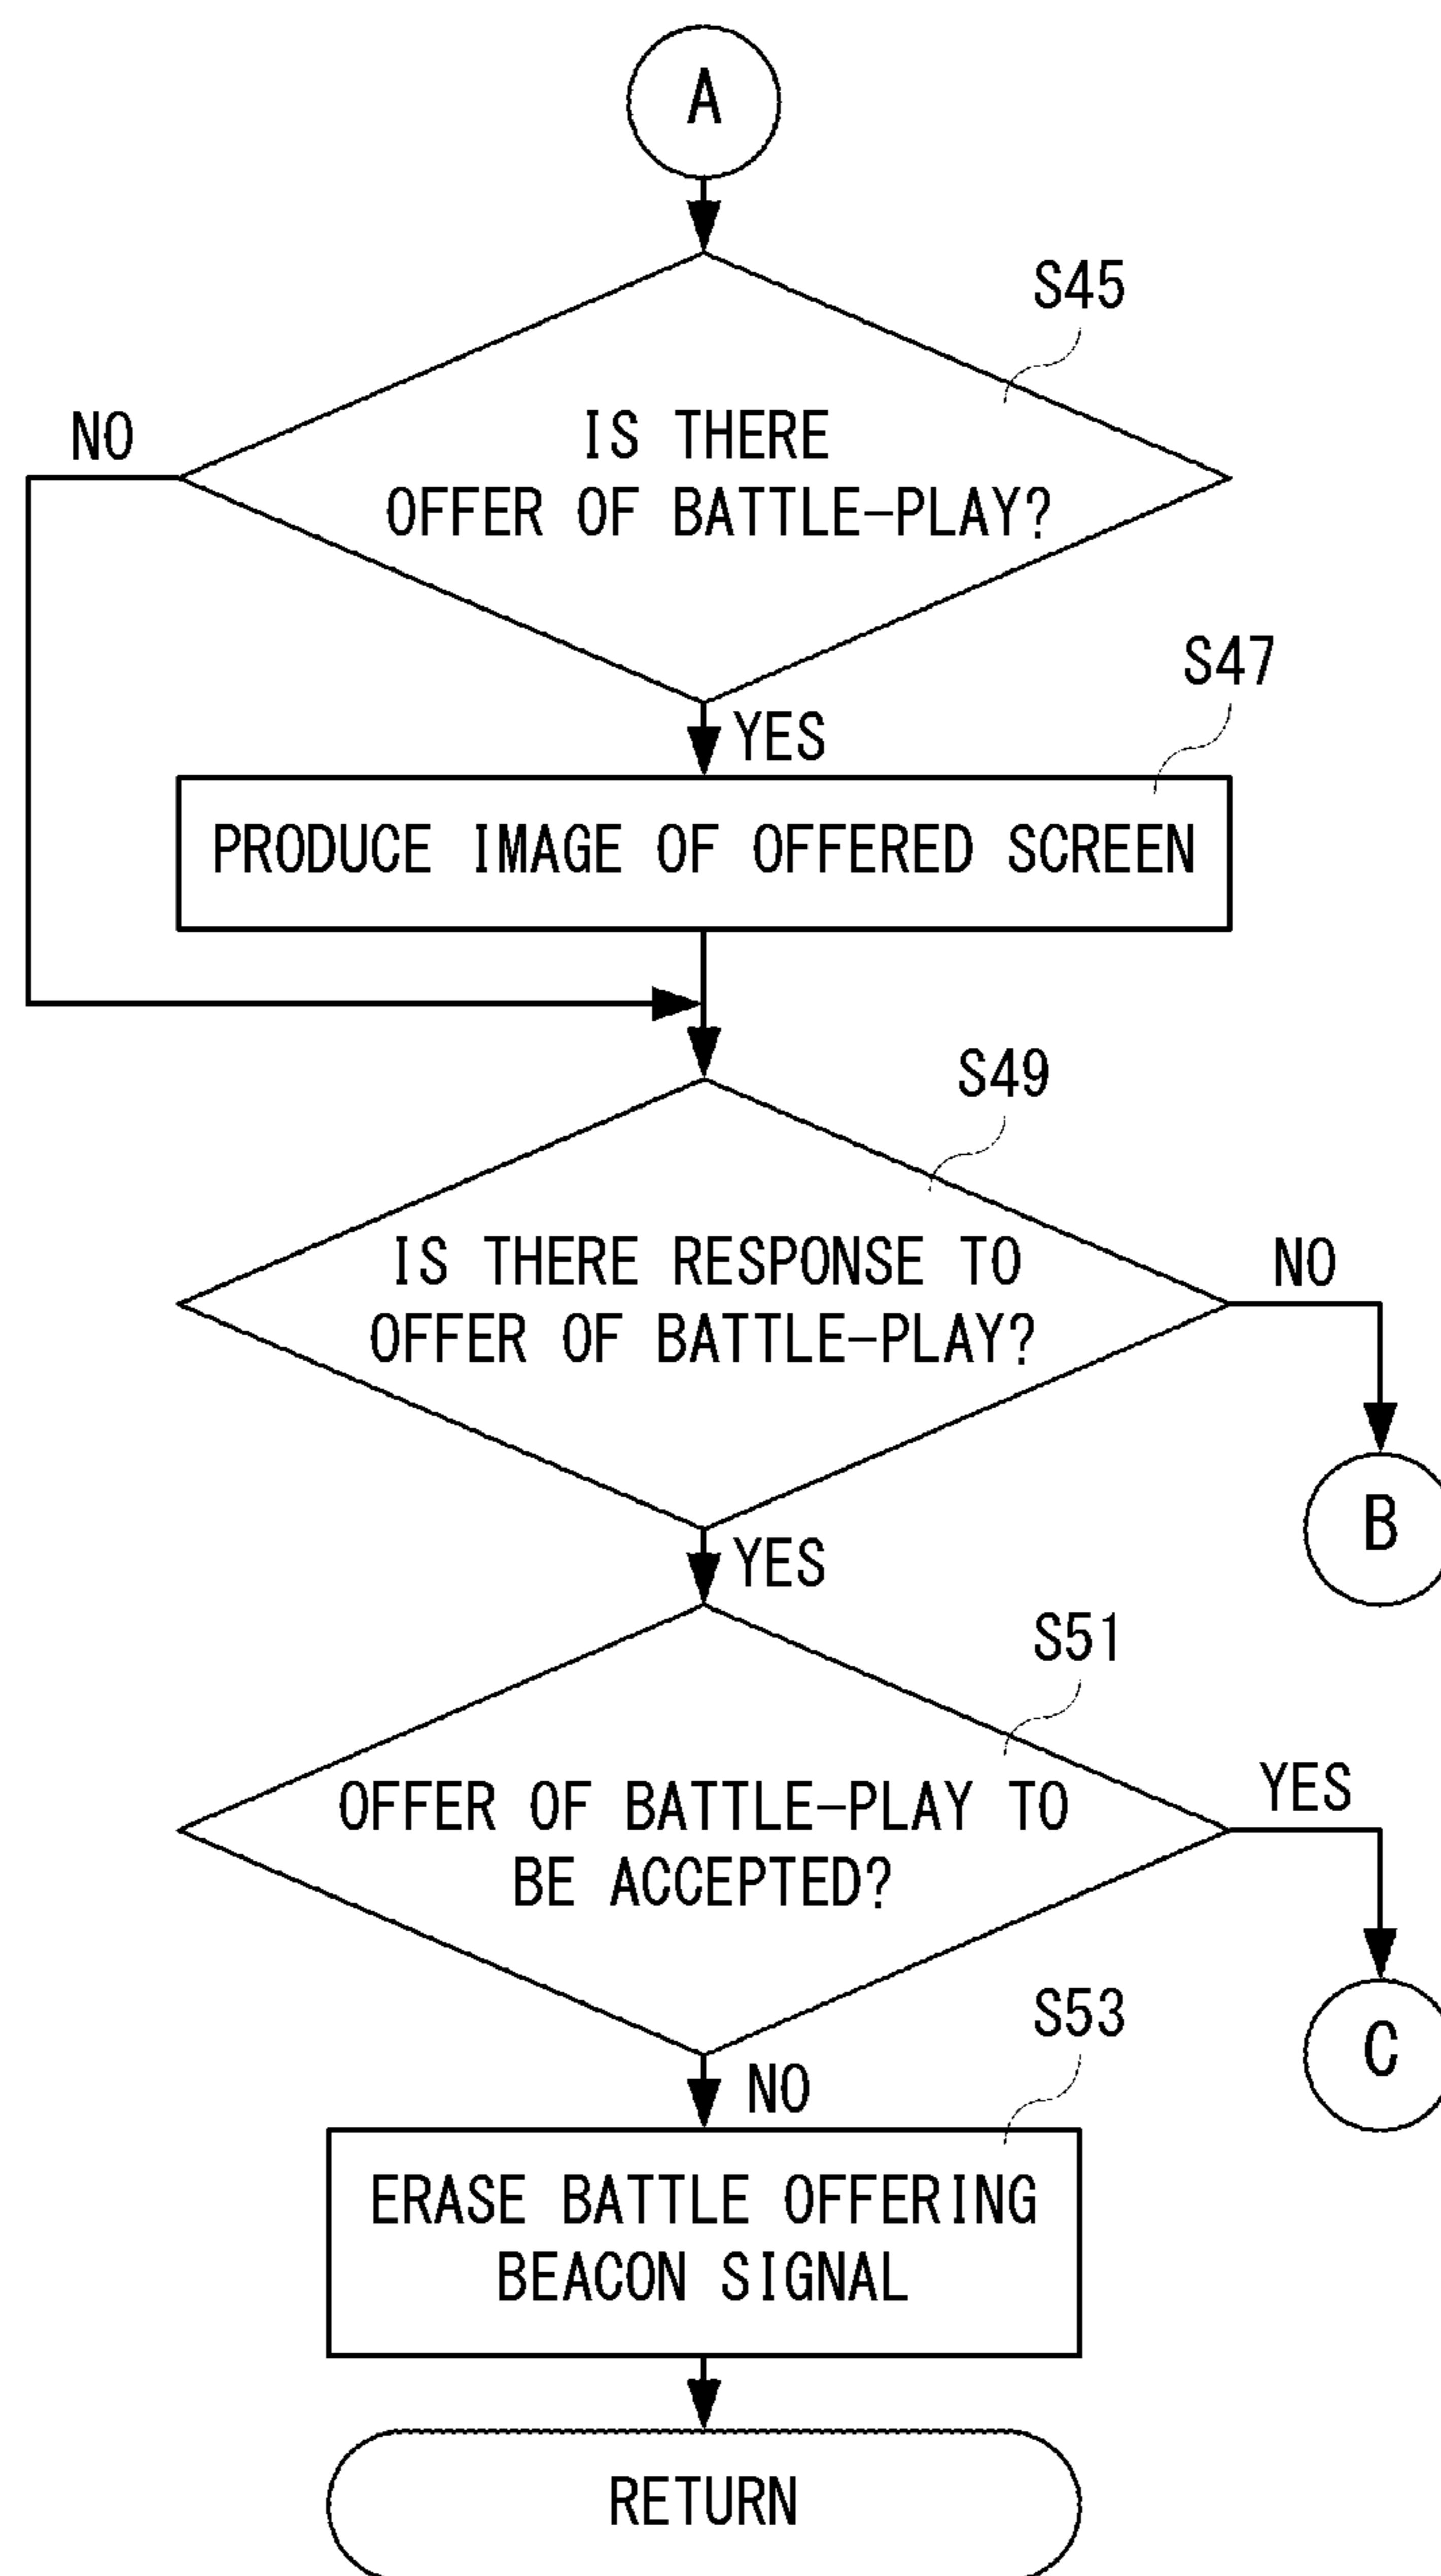 A
S45
NO
IS THERE
OFFER OF BATTLE-PLAY?
S47
YES
PRODUCE IMAGE OF OFFERED SCREEN
S49
IS THERE RESPONSE TO
OFFER OF BATTLE-PLAY?
NO
B
YES
S51
OFFER OF BATTLE-PLAY TO
BE ACCEPTED?
YES
C
S53
NO
ERASE BATTLE OFFERING
BEACON SIGNAL
RETURN